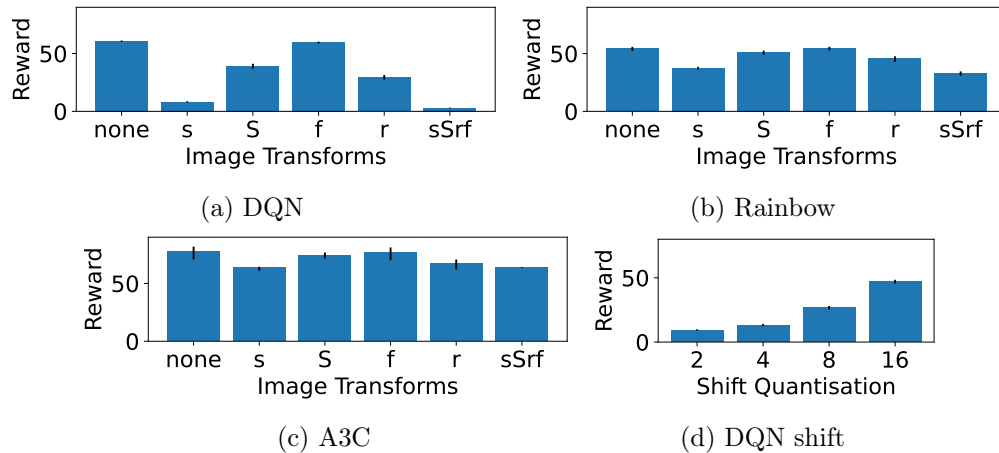 Reward
50
0
none s S f r sSrf
Image Transforms
(a) DQN
Reward
50
0
none s S f r sSrf
Image Transforms
(b) Rainbow
Reward
50
0
none s S f r sSrf
Image Transforms
(c) A3C
Reward
50
0
2 4 8 16
Shift Quantisation
(d) DQN shift